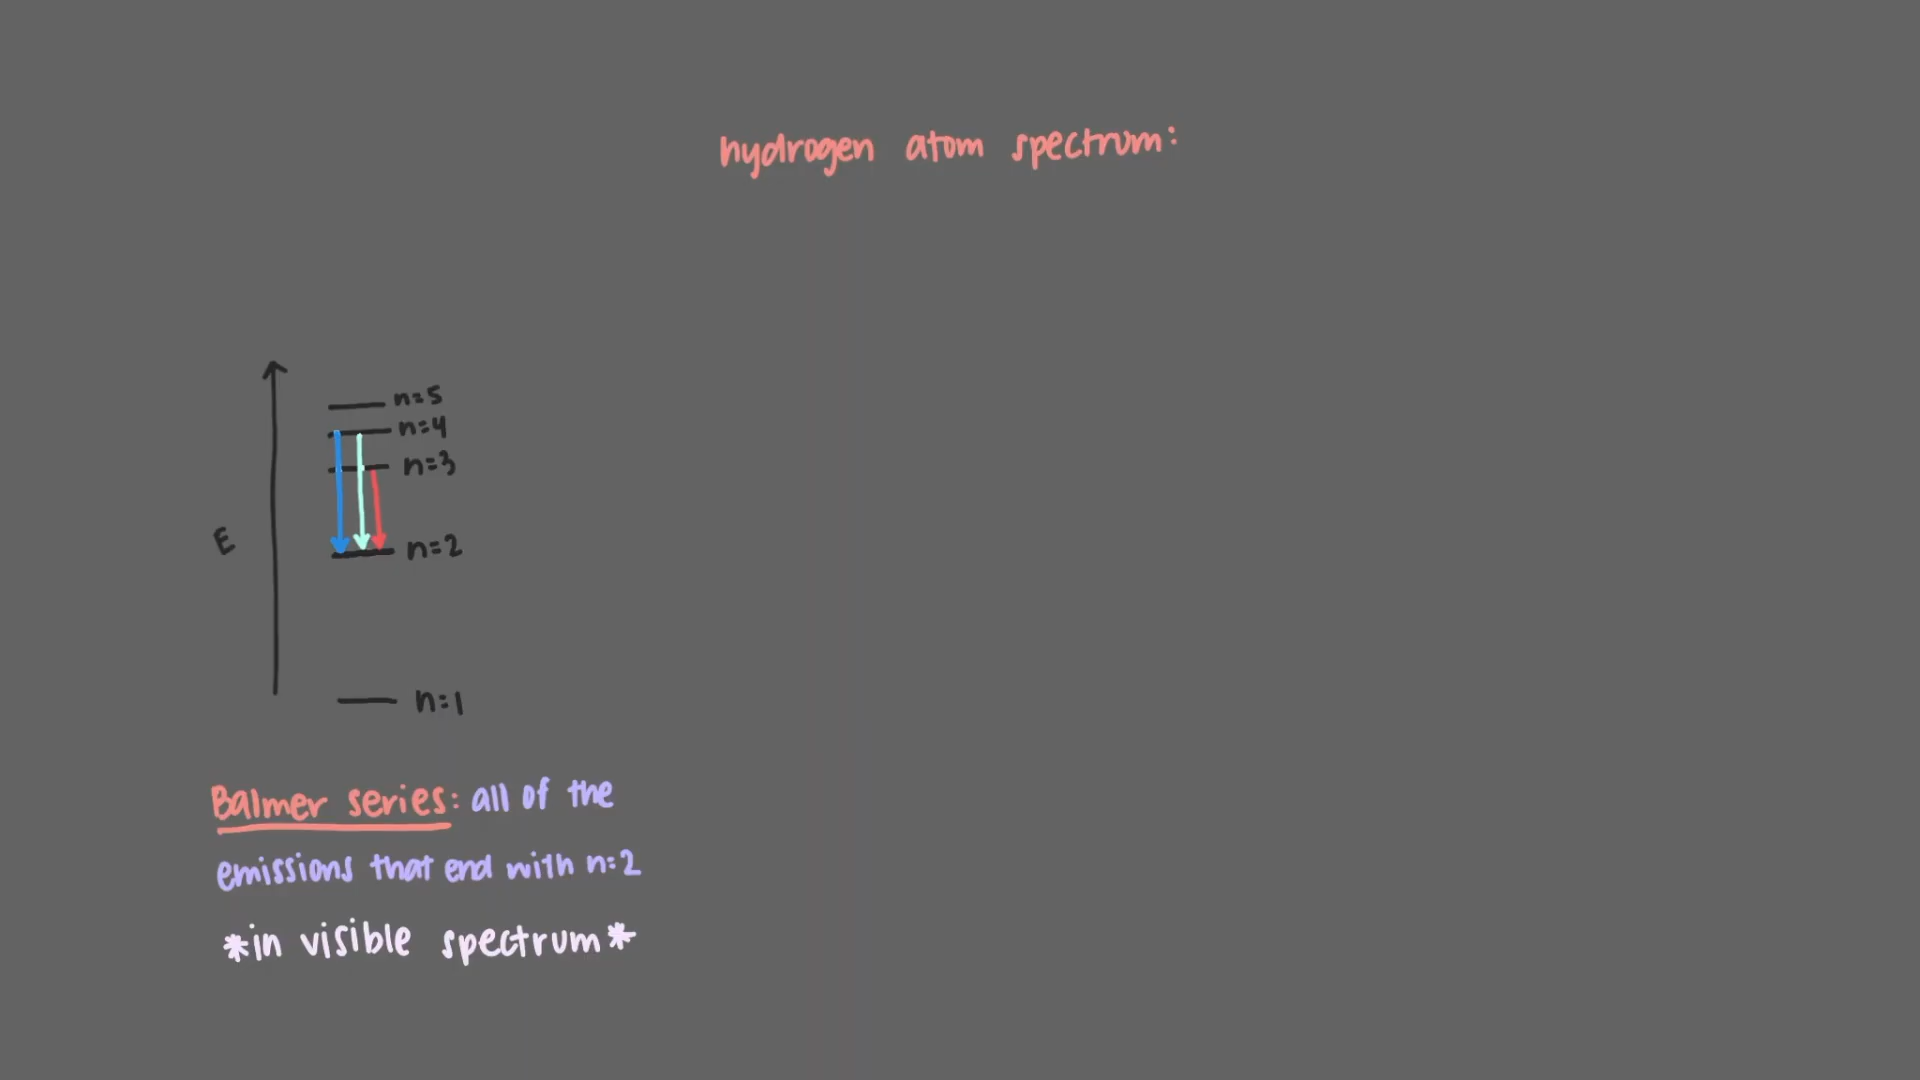 hydrogen atom spectrum:
n=5
n=4
n=3
E
n=2
n=1
Balmer series: all of the
emissions that end with n=2
*in visible spectrum*